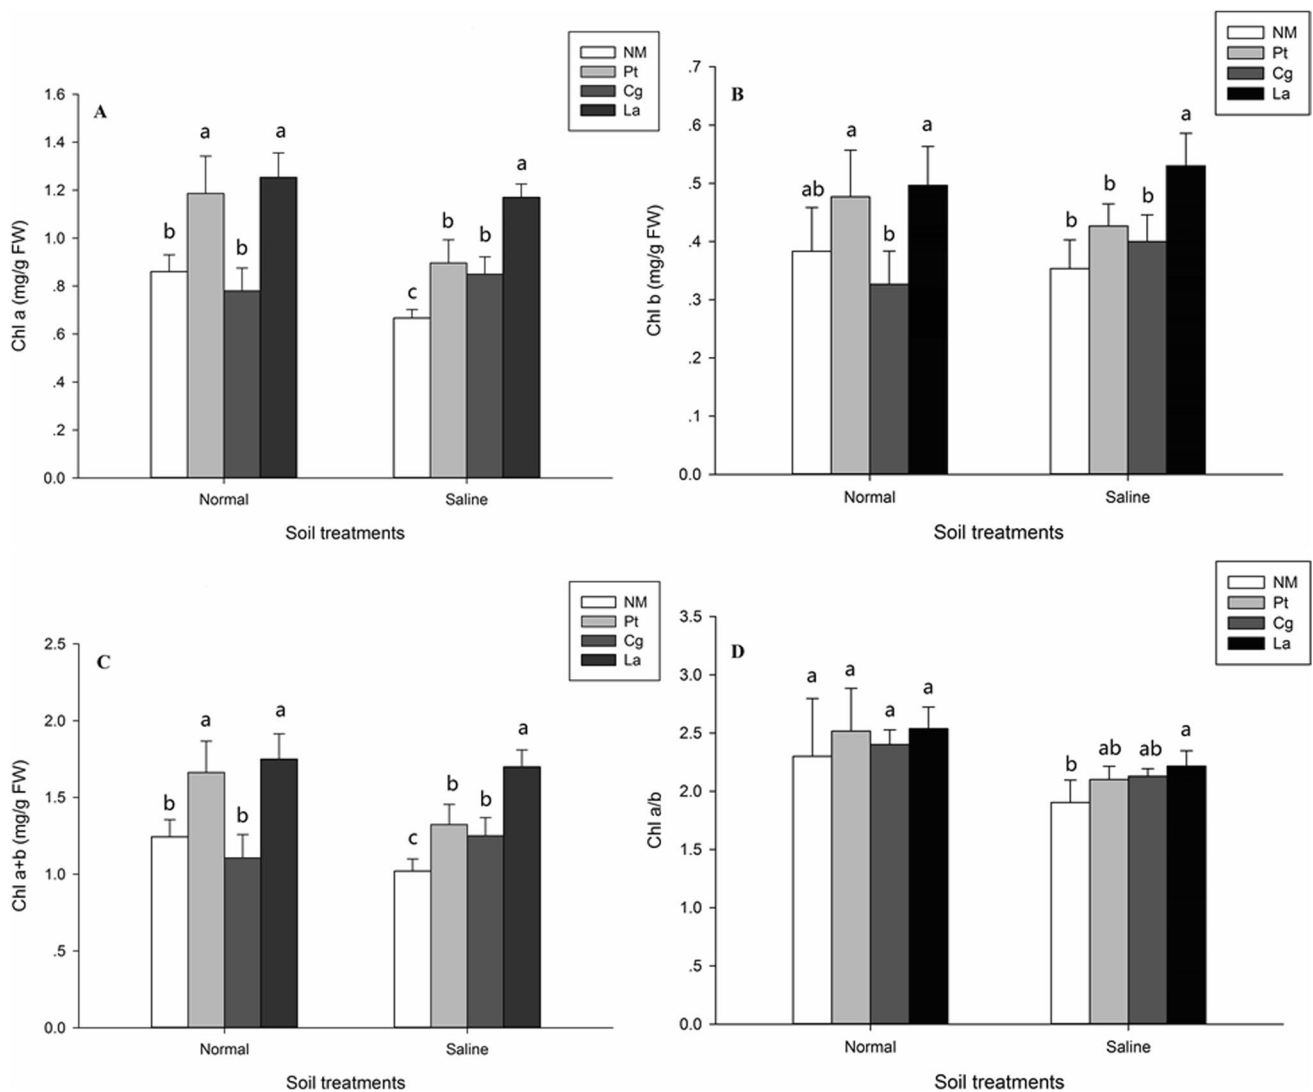 NM
Pt
Cg
La
A
1.6
1.4
1.2
1.0
.8
.6
.4
.2
0.0
Chl a (mg/g FW)
b a b a
c b b a
Normal Saline
Soil treatments
NM
Pt
Cg
La
B
.7
.6
.5
.4
.3
.2
.1
0.0
Chl b (mg/g FW)
ab a b a
b b b a
Normal Saline
Soil treatments
NM
Pt
Cg
La
C
2.5
2.0
1.5
1.0
.5
0.0
Chl a+b (mg/g FW)
b a b a
c b b a
Normal Saline
Soil treatments
NM
Pt
Cg
La
D
3.5
3.0
2.5
2.0
1.5
1.0
.5
0.0
Chl a/b
a a a a
b ab ab a
Normal Saline
Soil treatments